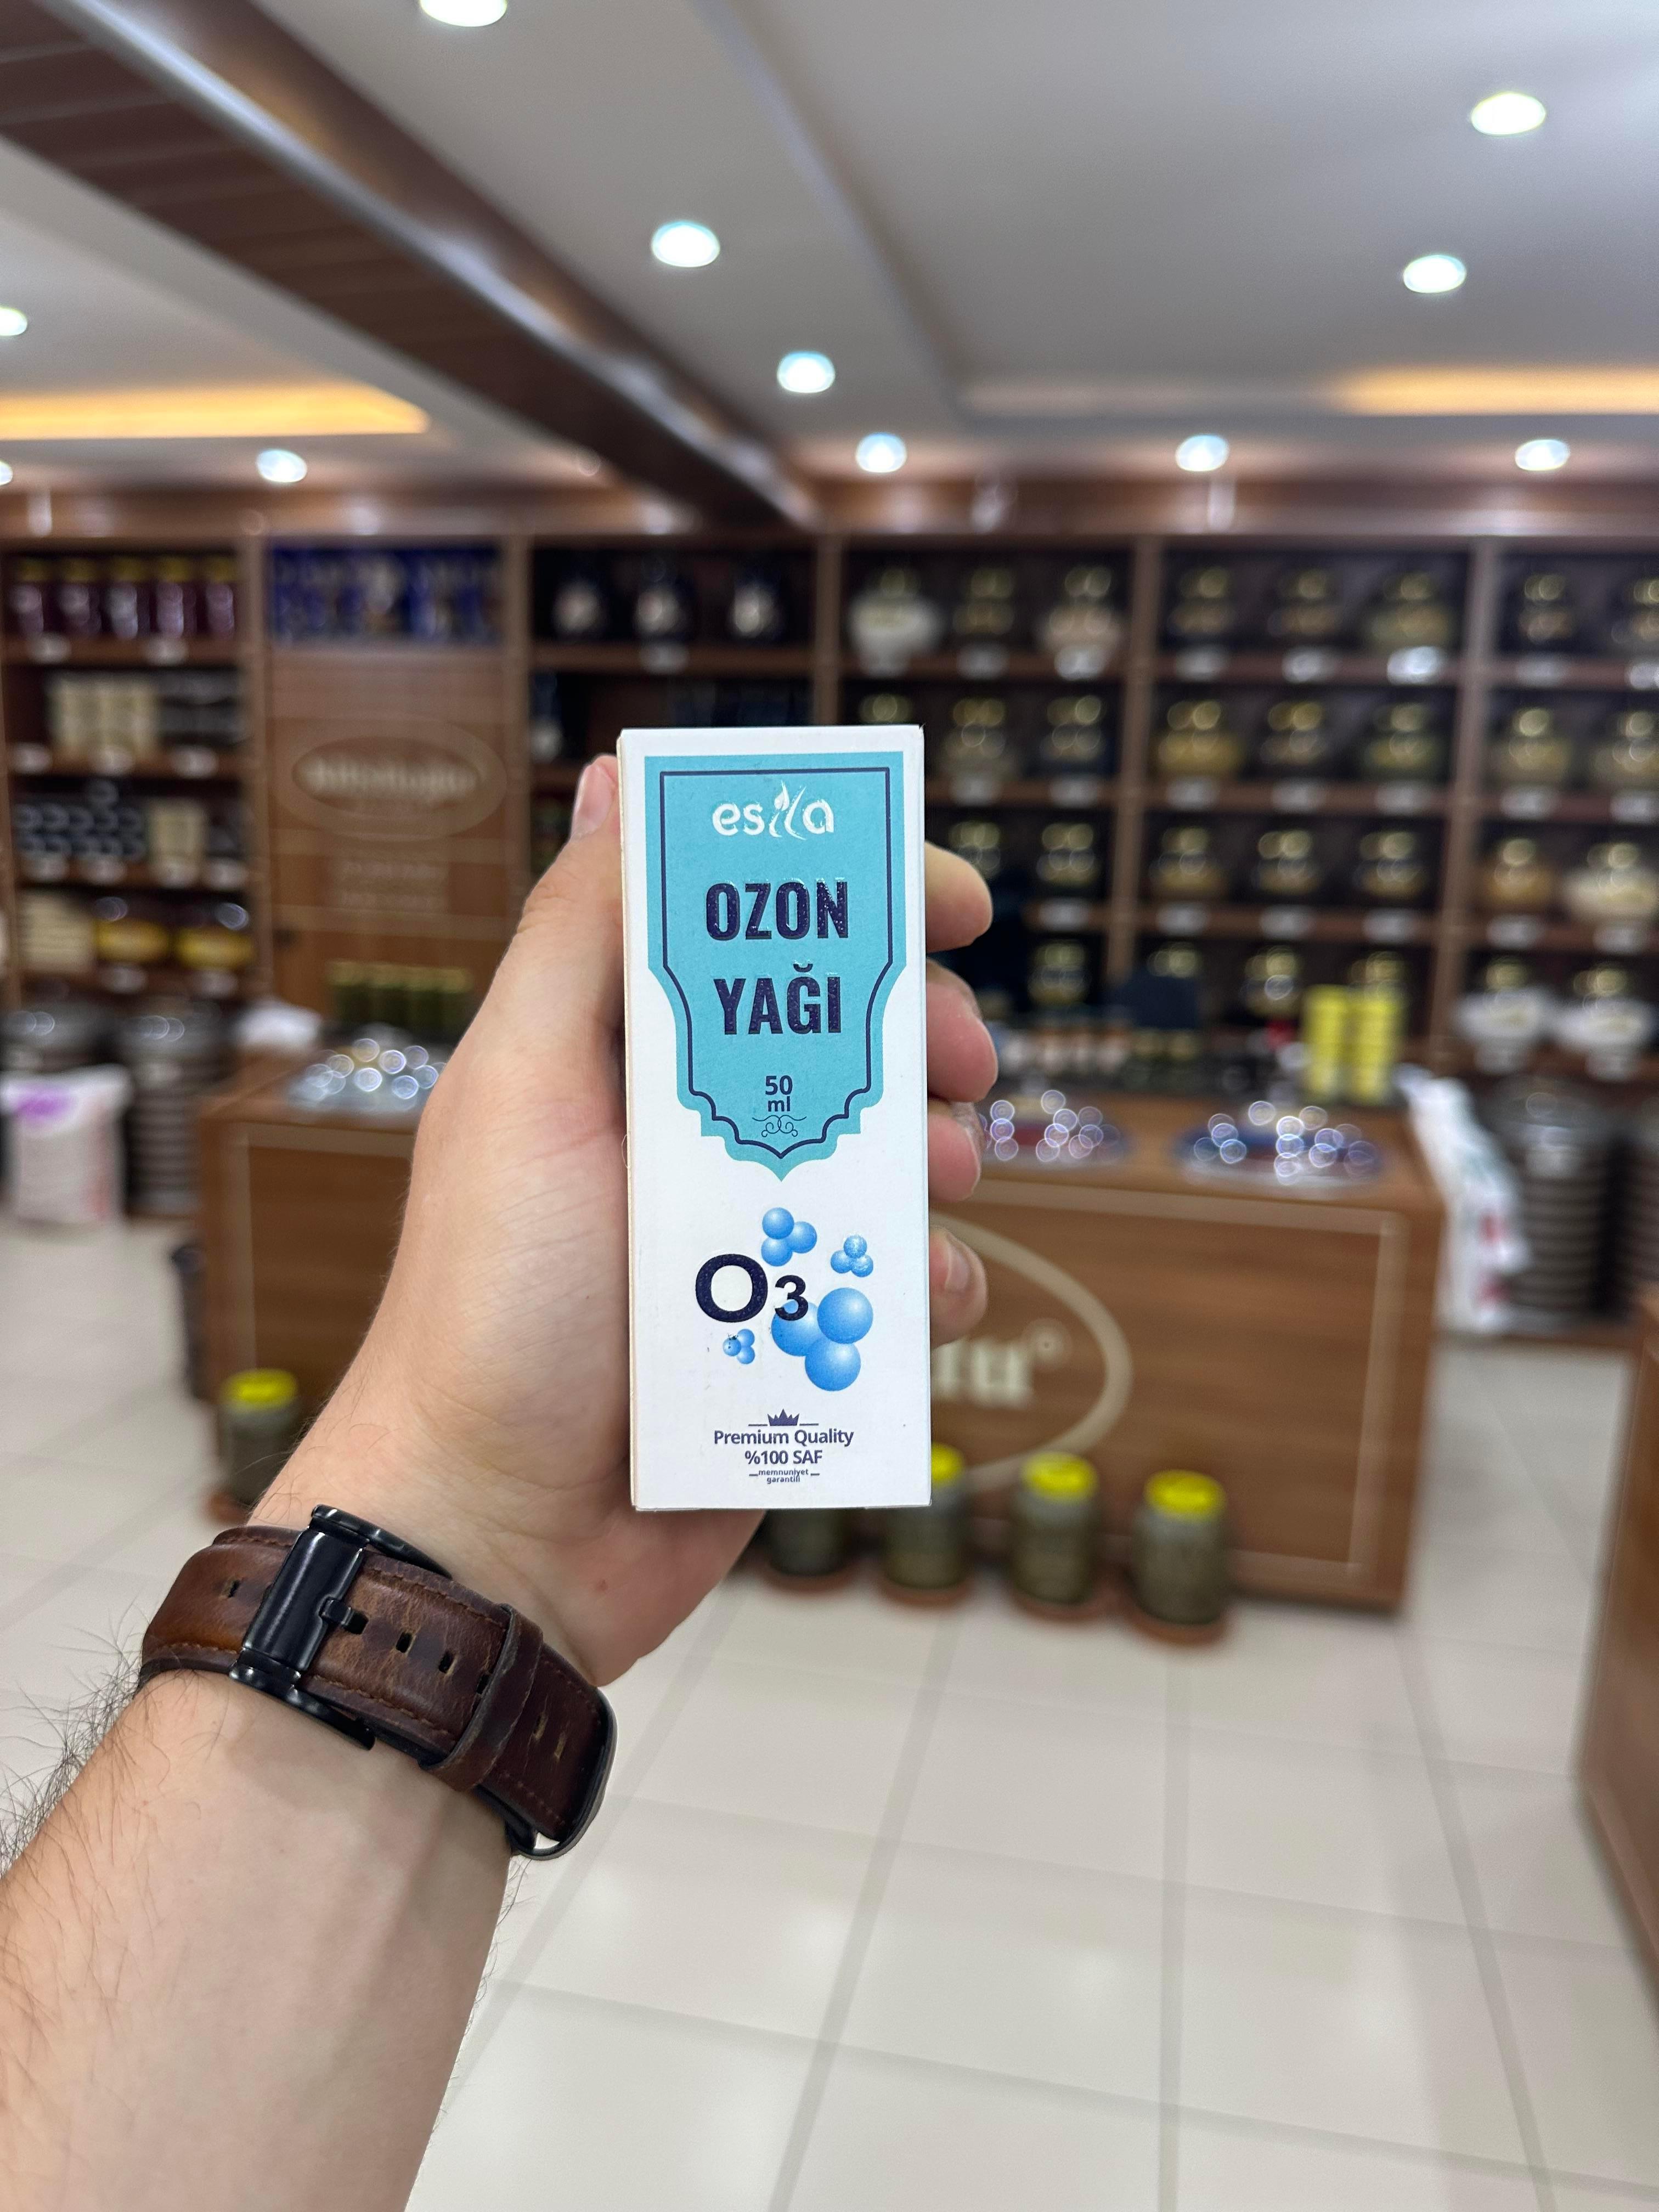 esila
OZON
YAĞI
50
ml
O3
Premium Quality
%100 SAF
memnuniyet
garantili